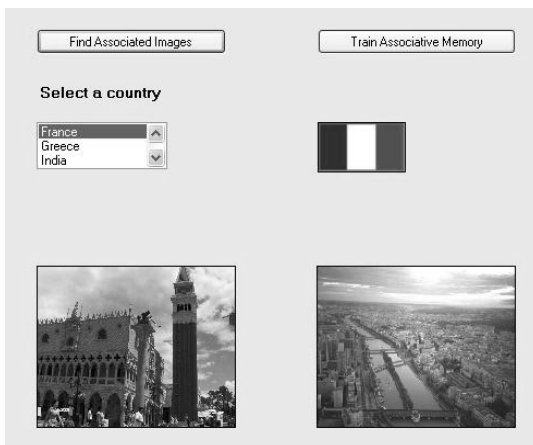 Find Associated Images
Train Associative Memory
Select a country
France
Greece
India